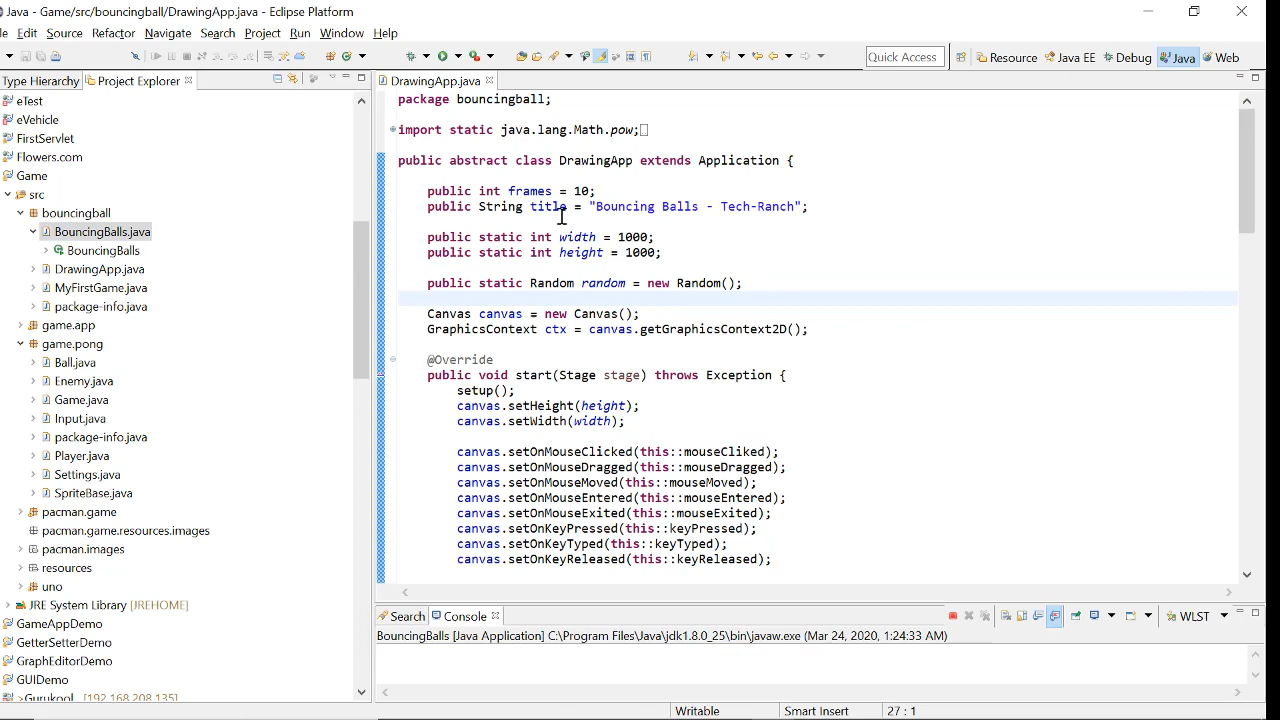 Game/src/bouncingball/DrawingApp.java - Eclipse Platform
le Edit Source Refactor Navigate Search Project Run Window Help
Quick Access Resource Java EE Debug Java Web
Type Hierarchy Project Explorer
eTest
eVehicle
FirstServlet
Flowers.com
Game
src
bouncingball
BouncingBalls.java
BouncingBalls
DrawingApp.java
MyFirstGame.java
package-info.java
game.app
game.pong
Ball.java
Enemy.java
Game.java
Input.java
package-info.java
Player.java
Settings.java
SpriteBase.java
pacman.game
pacman.game.resources.images
pacman.images
resources
uno
JRE System Library [JREHOME]
GameAppDemo
GetterSetterDemo
GraphEditorDemo
GUIDemo
>Gurukool [192.168.208.135]
DrawingApp.java
package bouncingball;
import static java.lang.Math.pow;
public abstract class DrawingApp extends Application {
public int frames = 10;
public String title = "Bouncing Balls - Tech-Ranch";
public static int width = 1000;
public static int height = 1000;
public static Random random = new Random();
Canvas canvas = new Canvas();
GraphicsContext ctx = canvas.getGraphicsContext2D();
@Override
public void start(Stage stage) throws Exception {
setup();
canvas.setHeight(height);
canvas.setWidth(width);
canvas.setOnMouseClicked(this::mouseCliked);
canvas.setOnMouseDragged(this::mouseDragged);
canvas.setOnMouseMoved(this::mouseMoved);
canvas.setOnMouseEntered(this::mouseEntered);
canvas.setOnMouseExited(this::mouseExited);
canvas.setOnKeyPressed(this::keyPressed);
canvas.setOnKeyTyped(this::keyTyped);
canvas.setOnKeyReleased(this::keyReleased);
Search Console WLST
BouncingBalls [Java Application] C:\Program Files\Java\jdk1.8.0_25\bin\javaw.exe (Mar 24, 2020, 1:24:33 AM)
Writable Smart Insert 27 : 1